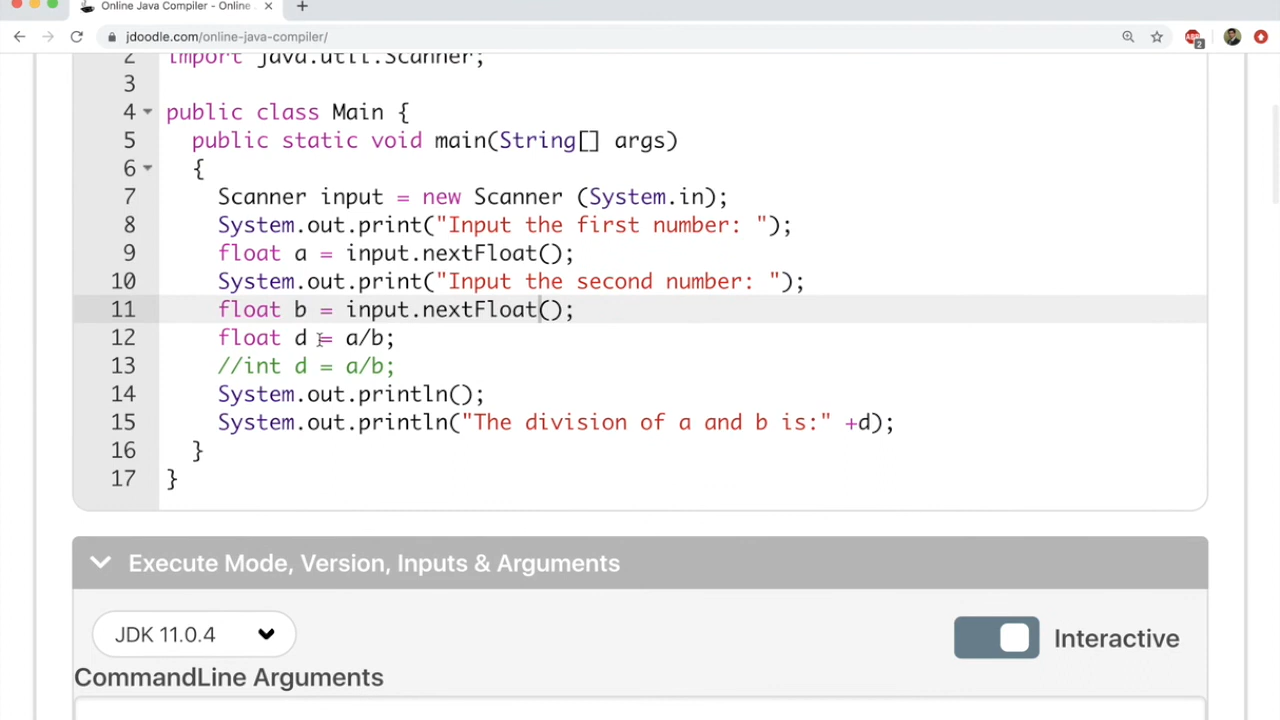 Online Java Compiler - Online
jdoodle.com/online-java-compiler/
2
2 import java.util.Scanner;
3
4 public class Main {
5 public static void main(String[] args)
6 {
7 Scanner input = new Scanner (System.in);
8 System.out.print("Input the first number: ");
9 float a = input.nextFloat();
10 System.out.print("Input the second number: ");
11 float b = input.nextFloat();
12 float d = a/b;
13 //int d = a/b;
14 System.out.println();
15 System.out.println("The division of a and b is:" +d);
16 }
17 }
Execute Mode, Version, Inputs & Arguments
JDK 11.0.4
Interactive
CommandLine Arguments